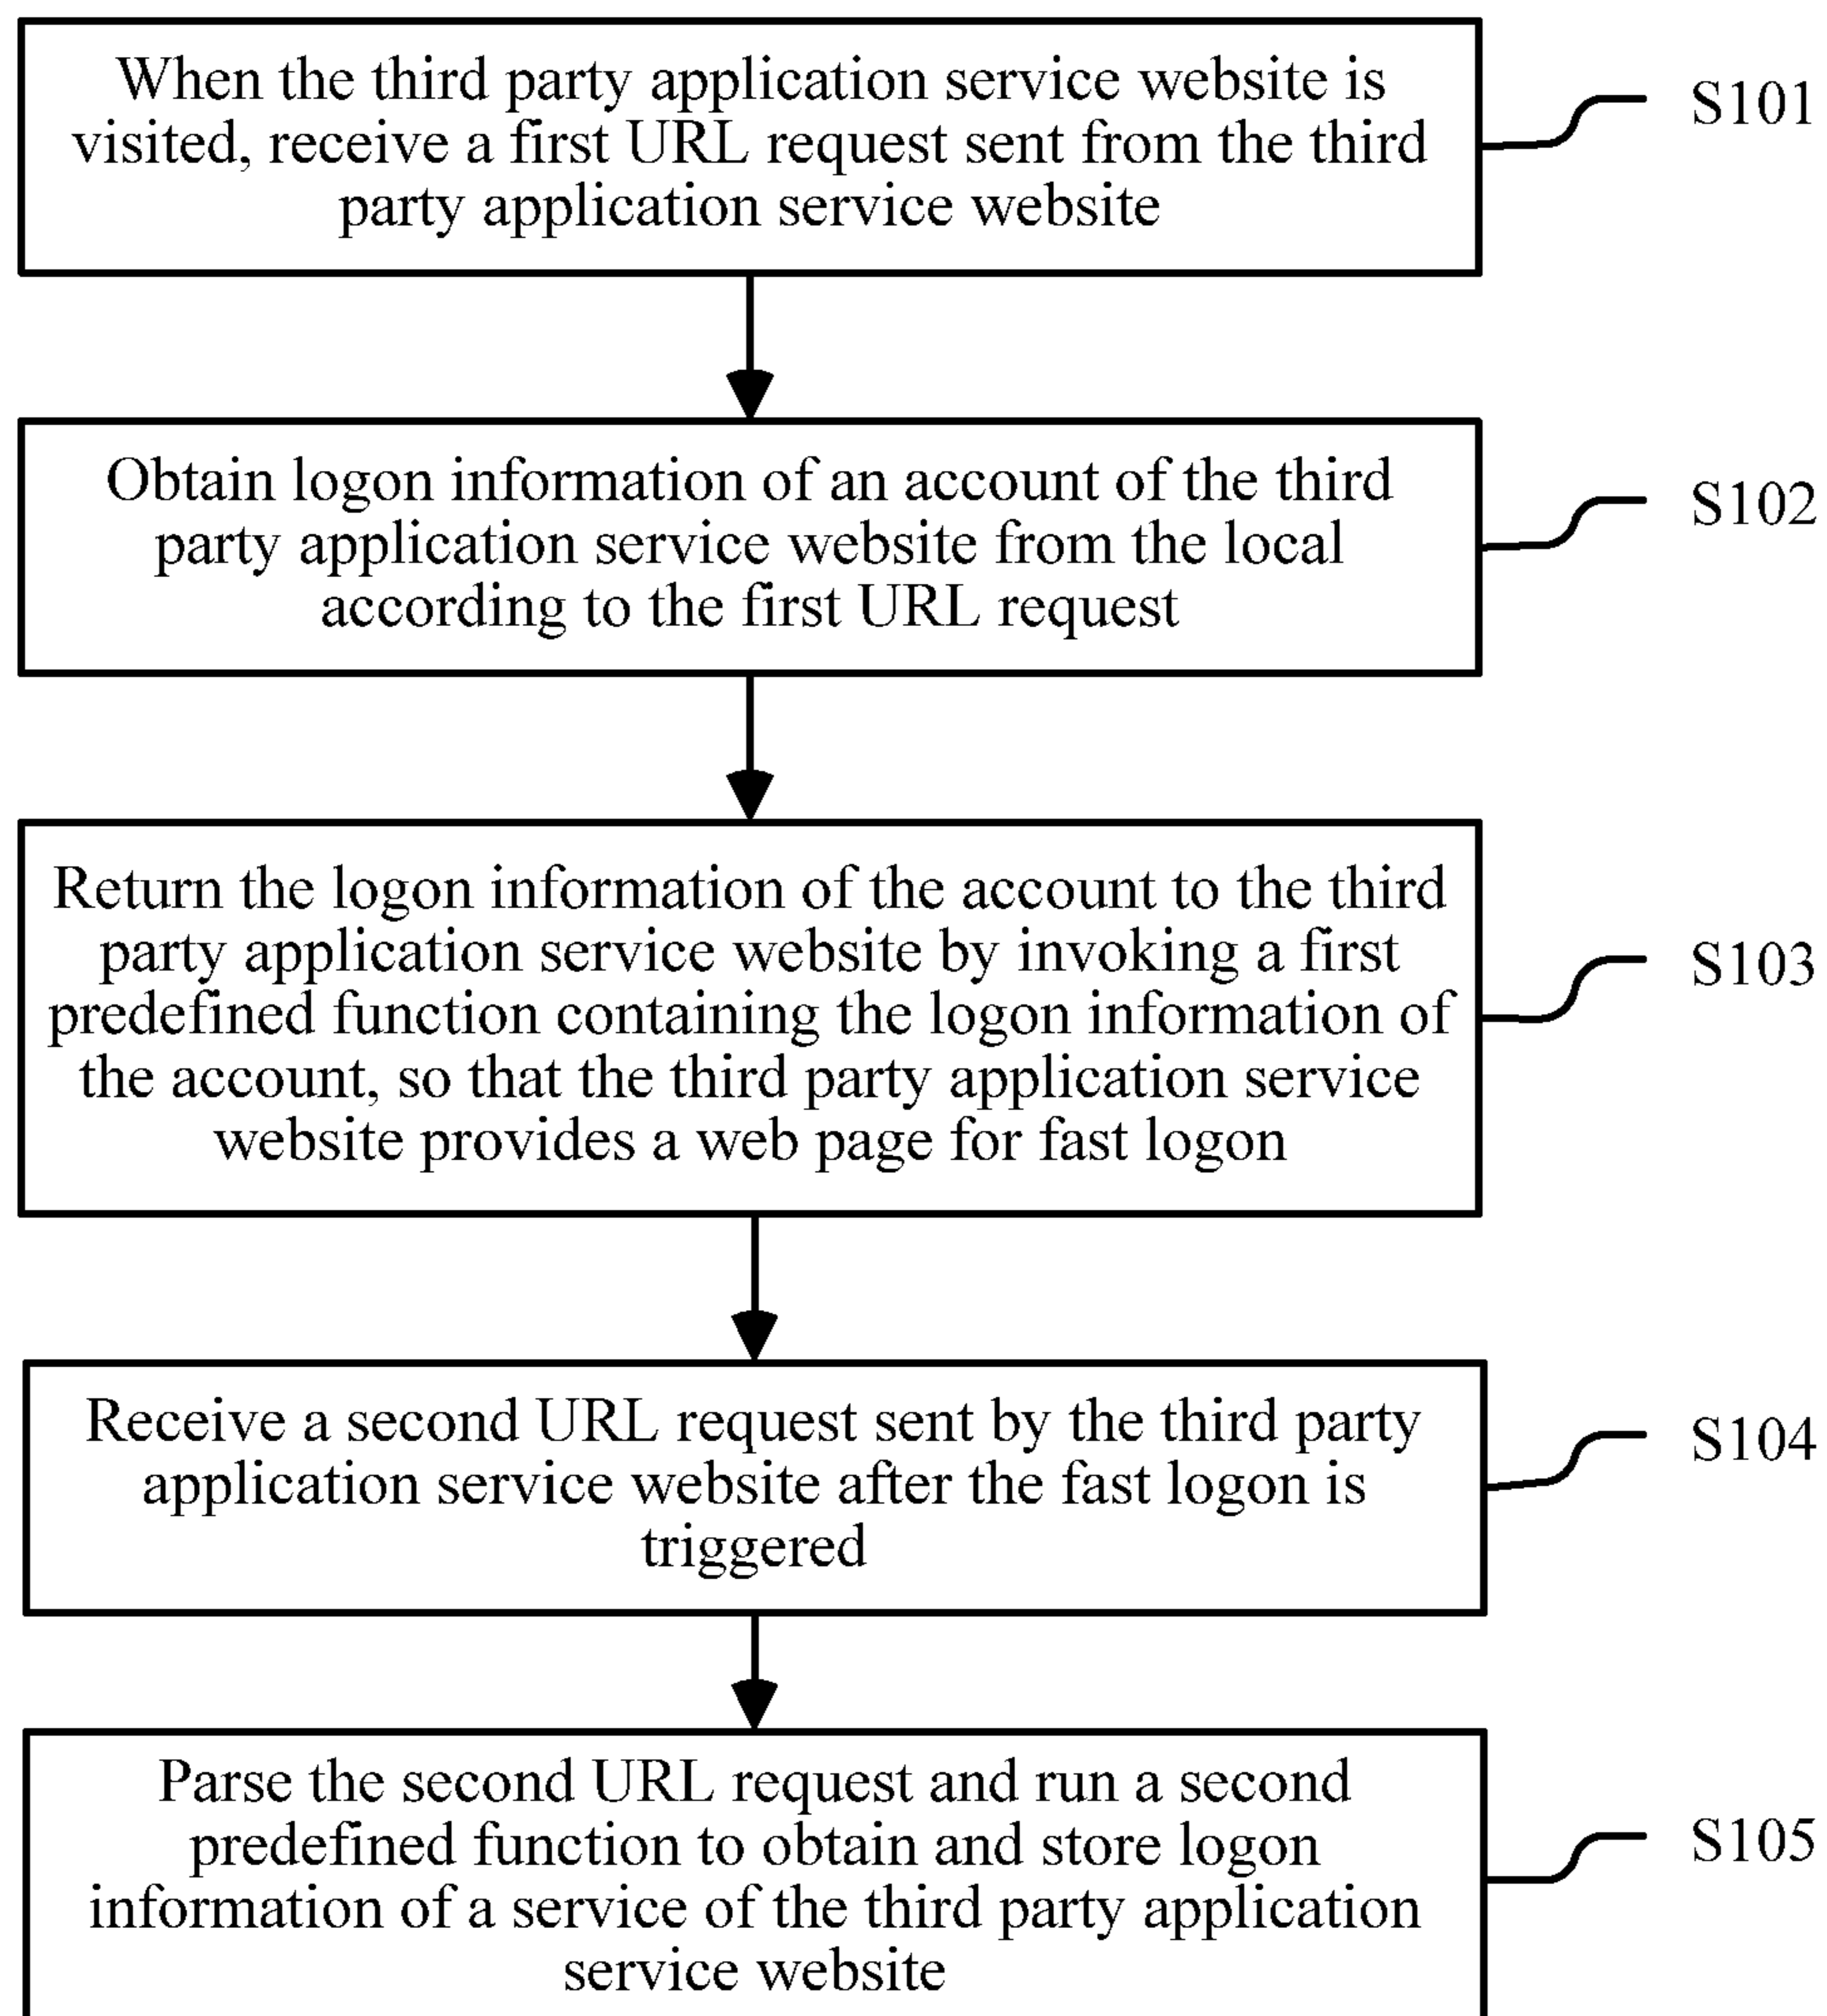 When the third party application service website is
visited, receive a first URL request sent from the third
party application service website
S101
Obtain logon information of an account of the third
party application service website from the local
according to the first URL request
S102
Return the logon information of the account to the third
party application service website by invoking a first
predefined function containing the logon information of
the account, so that the third party application service
website provides a web page for fast logon
S103
Receive a second URL request sent by the third party
application service website after the fast logon is
triggered
S104
Parse the second URL request and run a second
predefined function to obtain and store logon
information of a service of the third party application
service website
S105